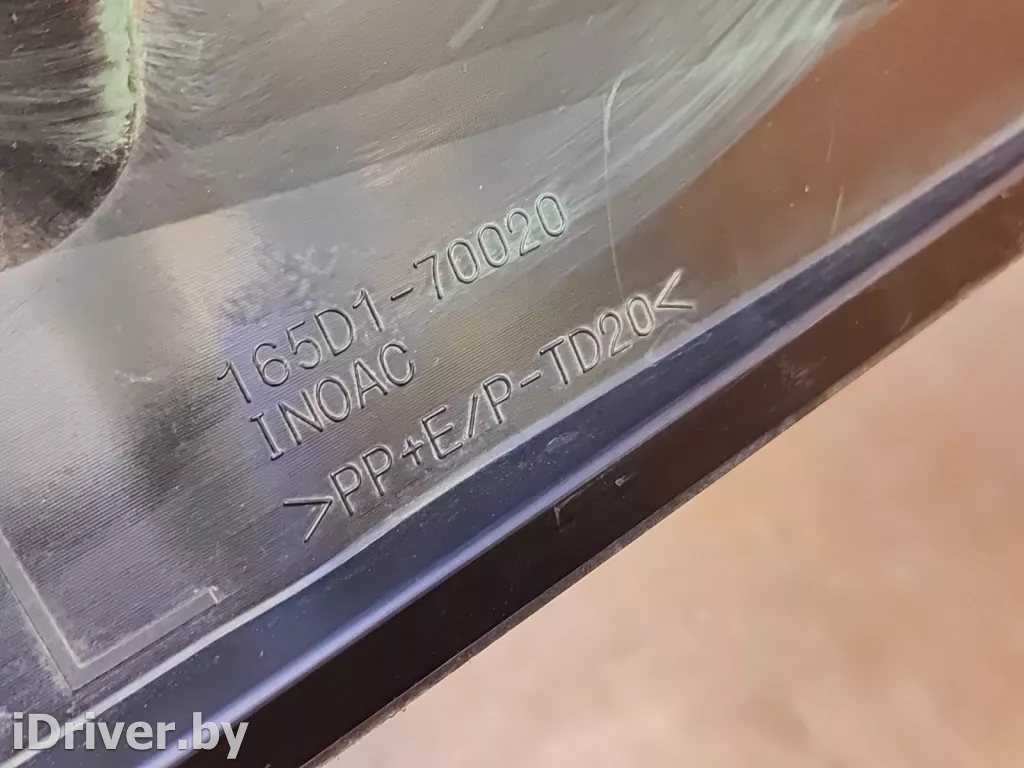 165D1-70020
INOAC
>PP+E/P-TD20<
iDriver.by